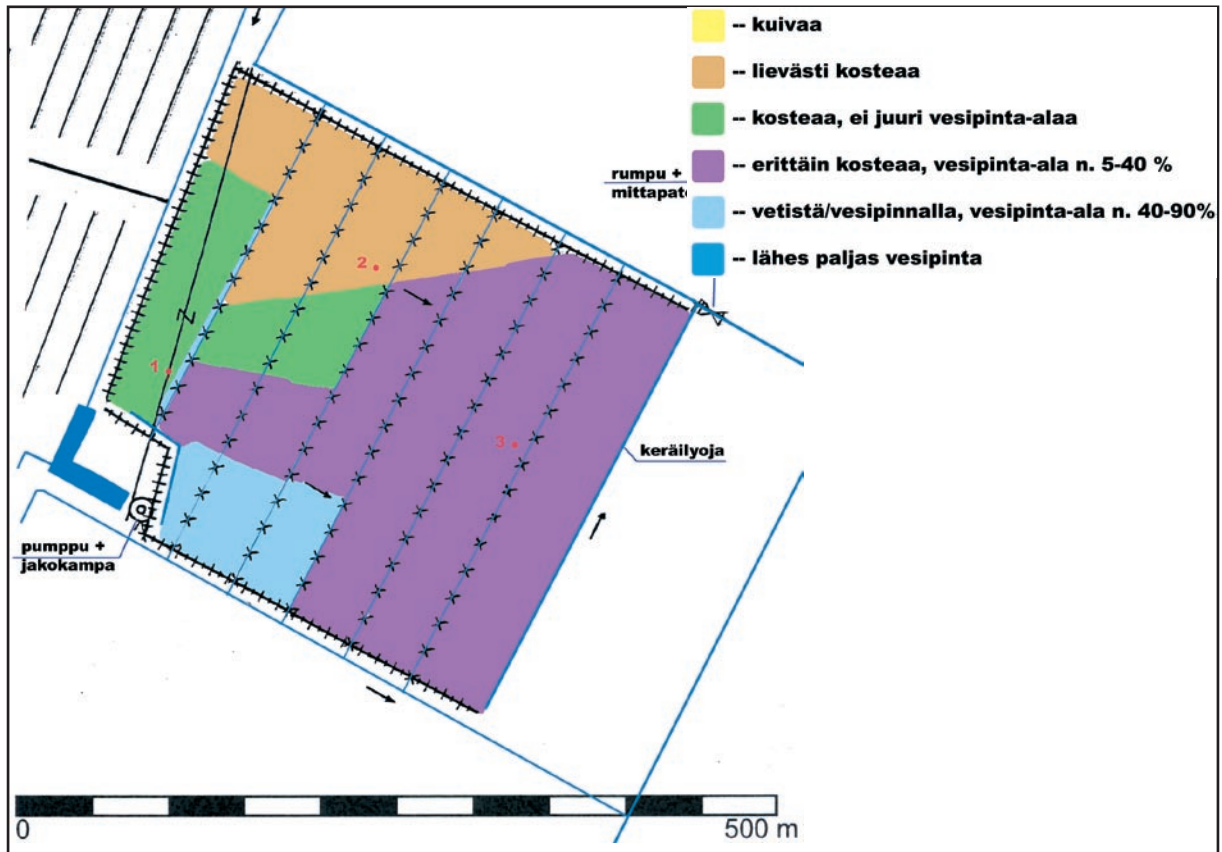 -- kuivaa
-- lievästi kosteaa
-- kosteaa, ei juuri vesipinta-alaa
-- erittäin kosteaa, vesipinta-ala n. 5-40 %
-- vetistä/vesipinnalla, vesipinta-ala n. 40-90%
-- lähes paljas vesipinta
rumpu +
mittapato
Z
2
1
3
keräilyoja
pumppu +
jakokampa
0
500 m